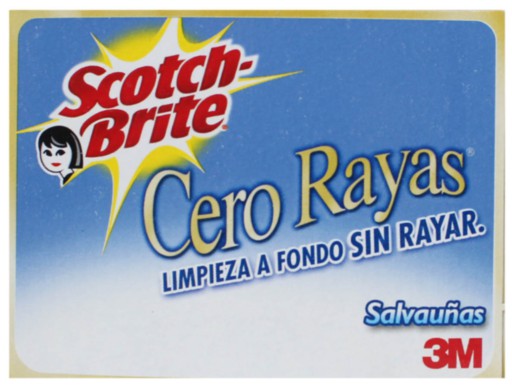 Scotch-
Brite
Cero Rayas®
LIMPIEZA A FONDO SIN RAYAR.
Salvauñas
3M